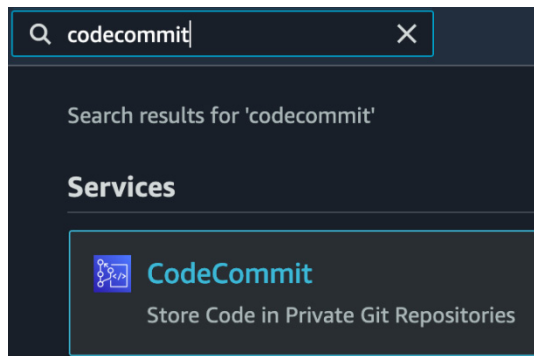 codecommit
Search results for 'codecommit'
Services
CodeCommit
Store Code in Private Git Repositories